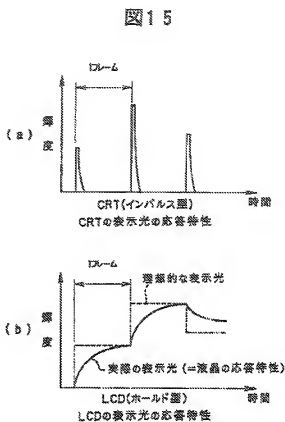 図15
1フレーム
(a)
輝度
CRT(インパルス型)
時間
CRTの表示光の応答特性
1フレーム
理想的な表示光
(b)
輝度
実際の表示光(=液晶の応答特性)
LCD(ホールド型)
時間
LCDの表示光の応答特性